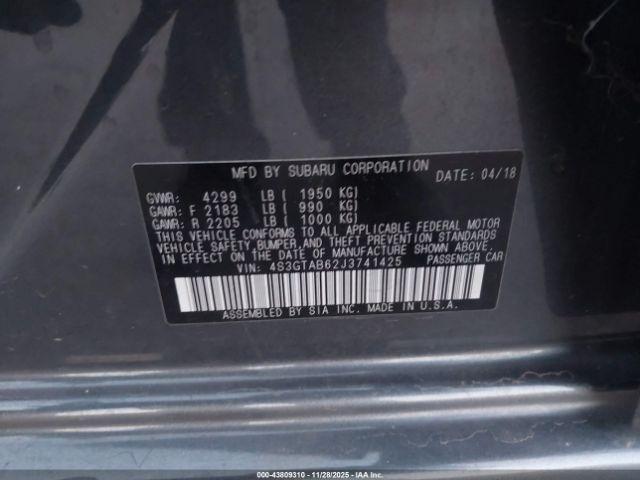 MFD BY SUBARU CORPORATION DATE: 04/18
GVWR: 4299 LB ( 1950 KG)
GAWR: F 2183 LB ( 990 KG)
GAWR: R 2205 LB ( 1000 KG)
THIS VEHICLE CONFORMS TO ALL APPLICABLE FEDERAL MOTOR
VEHICLE SAFETY, BUMPER, AND THEFT PREVENTION STANDARDS
IN EFFECT ON THE DATE OF MANUFACTURE SHOWN ABOVE.
VIN: 4S3GTAB62J3741425 PASSENGER CAR
ASSEMBLED BY SIA INC. MADE IN U.S.A.
000-43809310 - 11/28/2025 - IAAI.COM